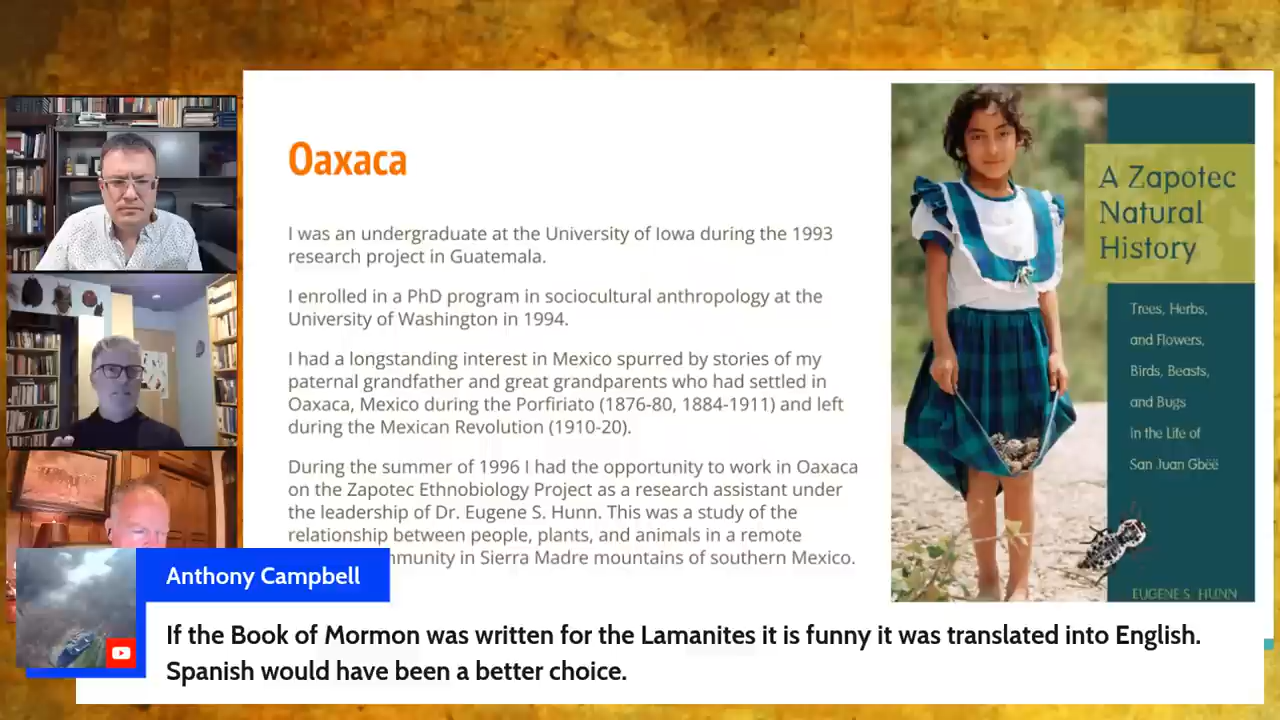 Oaxaca
I was an undergraduate at the University of Iowa during the 1993
research project in Guatemala.
I enrolled in a PhD program in sociocultural anthropology at the
University of Washington in 1994.
I had a longstanding interest in Mexico spurred by stories of my
paternal grandfather and great grandparents who had settled in
Oaxaca, Mexico during the Porfiriato (1876-80, 1884-1911) and left
during the Mexican Revolution (1910-20).
During the summer of 1996 I had the opportunity to work in Oaxaca
on the Zapotec Ethnobiology Project as a research assistant under
the leadership of Dr. Eugene S. Hunn. This was a study of the
relationship between people, plants, and animals in a remote
in Sierra Madre mountains of southern Mexico.
A Zapotec
Natural
History
Trees, Herbs,
and Flowers,
Birds, Beasts,
and Bugs
in the Life of
San Juan Gbëë
EUGENE S. HUNN
Anthony Campbell
If the Book of Mormon was written for the Lamanites it is funny it was translated into English.
Spanish would have been a better choice.